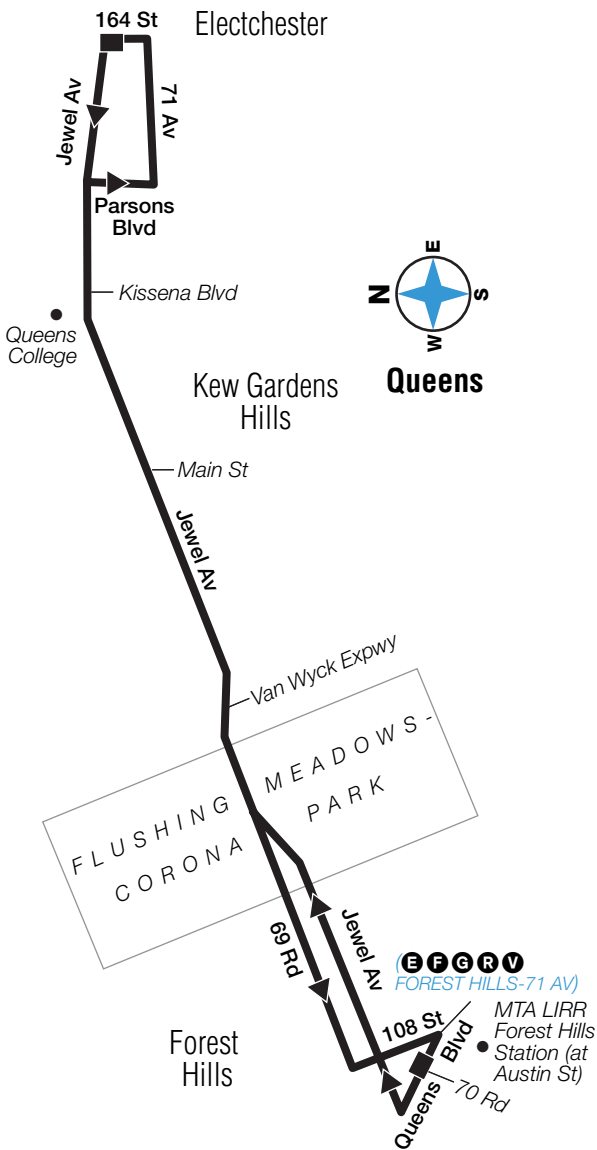 164 St
Electchester
Jewel Av
71 Av
Parsons
Blvd
Kissena Blvd
Queens
College
E
N
S
W
Queens
Kew Gardens
Hills
Main St
Jewel Av
Van Wyck Expwy
FLUSHING MEADOWS-
CORONA PARK
69 Rd
Jewel Av
(E F G R V
FOREST HILLS-71 AV)
MTA LIRR
Forest Hills
Station (at
Austin St)
108 St
Queens Blvd
70 Rd
Forest
Hills